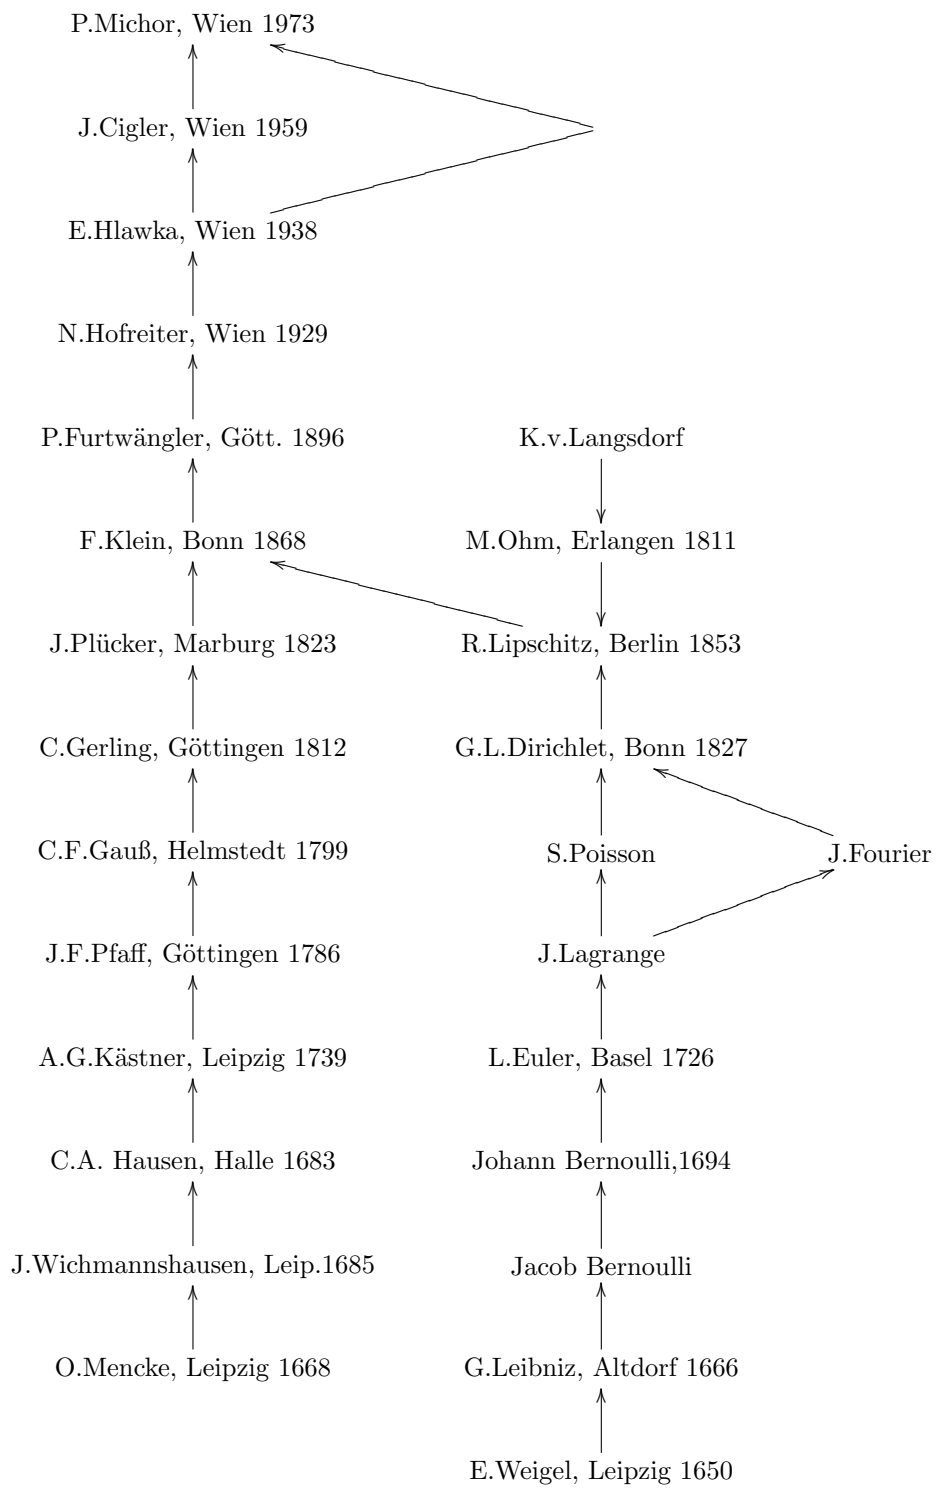 P.Michor, Wien 1973
J.Cigler, Wien 1959
E.Hlawka, Wien 1938
N.Hofreiter, Wien 1929
P.Furtwängler, Gött. 1896
K.v.Langsdorf
F.Klein, Bonn 1868
M.Ohm, Erlangen 1811
J.Plücker, Marburg 1823
R.Lipschitz, Berlin 1853
C.Gerling, Göttingen 1812
G.L.Dirichlet, Bonn 1827
C.F.Gauß, Helmstedt 1799
S.Poisson
J.Fourier
J.F.Pfaff, Göttingen 1786
J.Lagrange
A.G.Kästner, Leipzig 1739
L.Euler, Basel 1726
C.A. Hausen, Halle 1683
Johann Bernoulli,1694
J.Wichmannshausen, Leip.1685
Jacob Bernoulli
O.Mencke, Leipzig 1668
G.Leibniz, Altdorf 1666
E.Weigel, Leipzig 1650